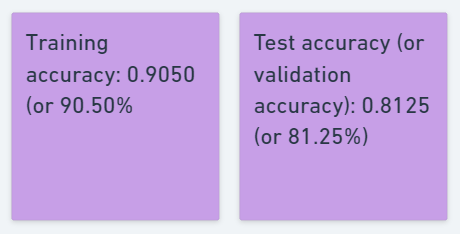 Training
accuracy: 0.9050
(or 90.50%
Test accuracy (or
validation
accuracy): 0.8125
(or 81.25%)